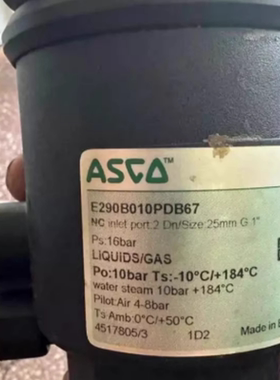 ASCO™
E290B010PDB67
NC inlet port:2 Dn/Size:25mm G 1"
Ps:16bar
LIQUIDS/GAS
Po:10bar Ts:-10°C/+184°C
water steam 10bar +184°C
Pilot:Air 4-8bar
Ts Amb:0°C/+50°C
4517805/3 1D2
Made in